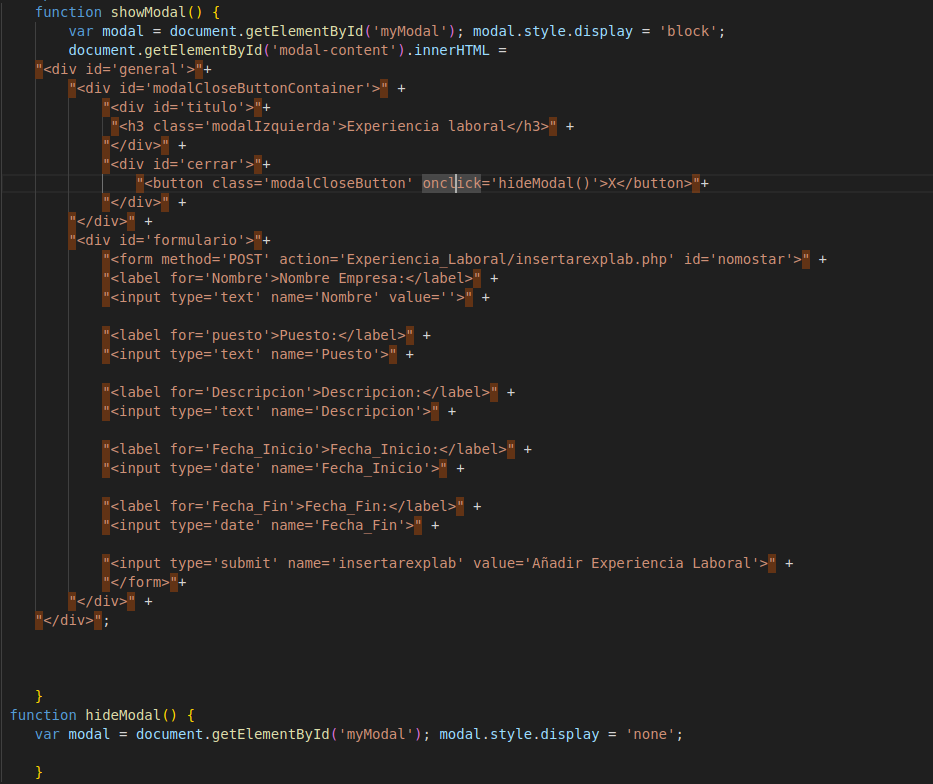 function showModal() {
var modal = document.getElementById('myModal'); modal.style.display = 'block';
document.getElementById('modal-content').innerHTML =
"<div id='general'>"+
"<div id='modalCloseButtonContainer'>" +
"<div id='titulo'>"+
"<h3 class='modalIzquierda'>Experiencia laboral</h3>" +
"</div>" +
"<div id='cerrar'>"+
"<button class='modalCloseButton' onclick='hideModal()'>X</button>"+
"</div>" +
"</div>" +
"<div id='formulario'>"+
"<form method='POST' action='Experiencia_Laboral/insertarexplab.php' id='nomostar'>" +
"<label for='Nombre'>Nombre Empresa:</label>" +
"<input type='text' name='Nombre' value=''>" +
"<label for='puesto'>Puesto:</label>" +
"<input type='text' name='Puesto'>" +
"<label for='Descripcion'>Descripcion:</label>" +
"<input type='text' name='Descripcion'>" +
"<label for='Fecha_Inicio'>Fecha_Inicio:</label>" +
"<input type='date' name='Fecha_Inicio'>" +
"<label for='Fecha_Fin'>Fecha_Fin:</label>" +
"<input type='date' name='Fecha_Fin'>" +
"<input type='submit' name='insertarexplab' value='Añadir Experiencia Laboral'>" +
"</form>"+
"</div>" +
"</div>";
}
function hideModal() {
var modal = document.getElementById('myModal'); modal.style.display = 'none';
}